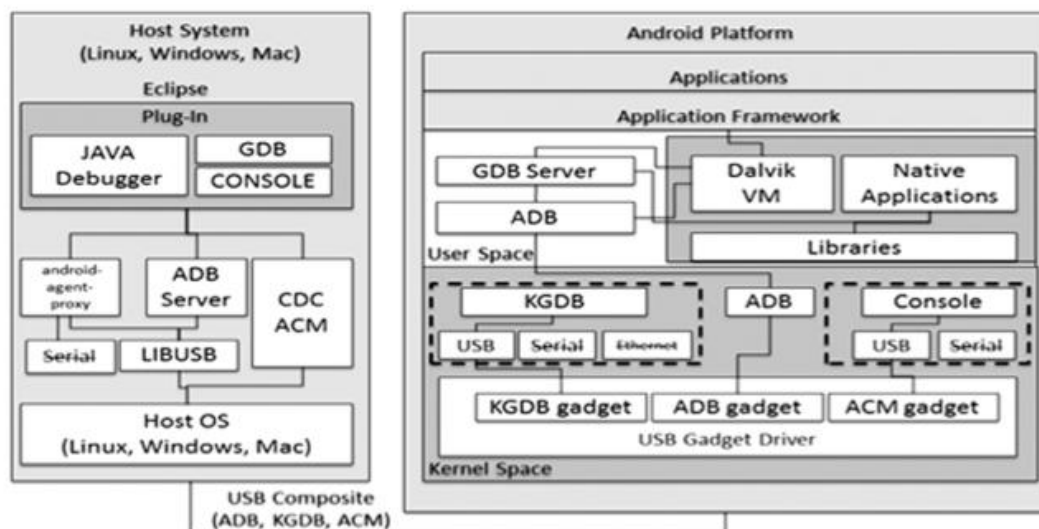 Host System
(Linux, Windows, Mac)
Eclipse
Plug-In
JAVA
Debugger
GDB
CONSOLE
android-
agent-
proxy
ADB
Server
CDC
ACM
Serial
LIBUSB
Host OS
(Linux, Windows, Mac)
USB Composite
(ADB, KGDB, ACM)
Android Platform
Applications
Application Framework
GDB Server
ADB
User Space
Dalvik
VM
Native
Applications
Libraries
KGDB
USB
Serial
Ethernet
ADB
Console
USB
Serial
KGDB gadget
ADB gadget
ACM gadget
USB Gadget Driver
Kernel Space